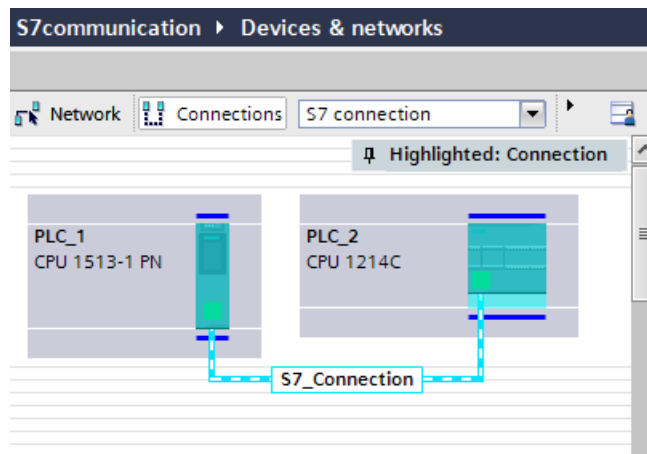 S7communication ▸ Devices & networks
Network Connections S7 connection
Highlighted: Connection
PLC_1
CPU 1513-1 PN
PLC_2
CPU 1214C
S7_Connection